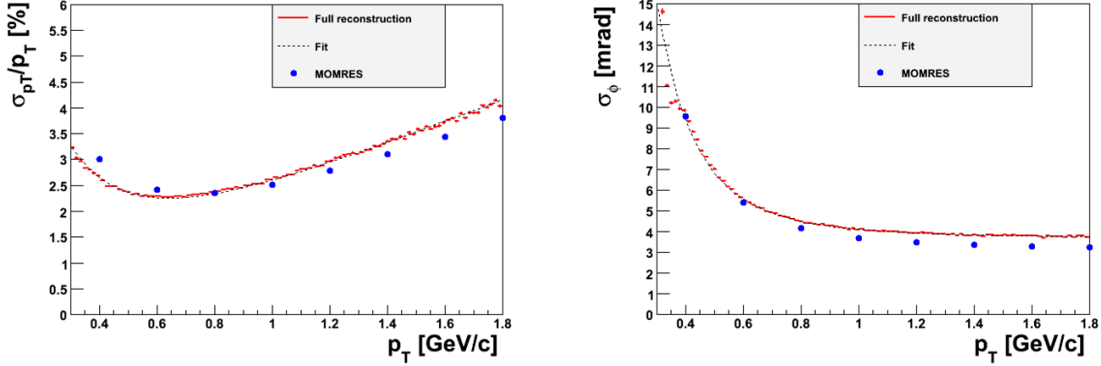 σpT/pT [%]
6
5.5
5
4.5
4
3.5
3
2.5
2
1.5
1
0.5
0
Full reconstruction
Fit
MOMRES
0.4 0.6 0.8 1 1.2 1.4 1.6 1.8
pT [GeV/c]
σϕ [mrad]
15
14
13
12
11
10
9
8
7
6
5
4
3
2
1
0
Full reconstruction
Fit
MOMRES
0.4 0.6 0.8 1 1.2 1.4 1.6 1.8
pT [GeV/c]